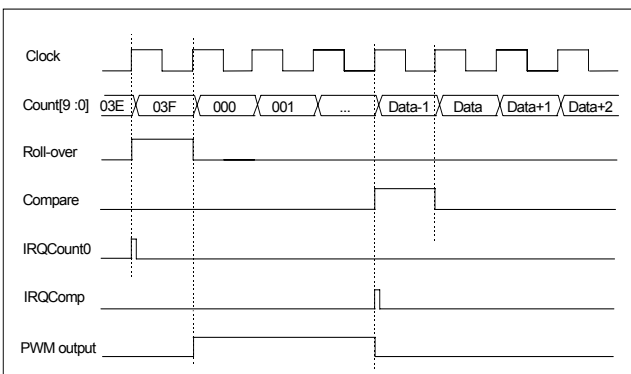 Clock
Count[9 :0] 03E 03F 000 001 ... Data-1 Data Data+1 Data+2
Roll-over
Compare
IRQCount0
IRQComp
PWM output